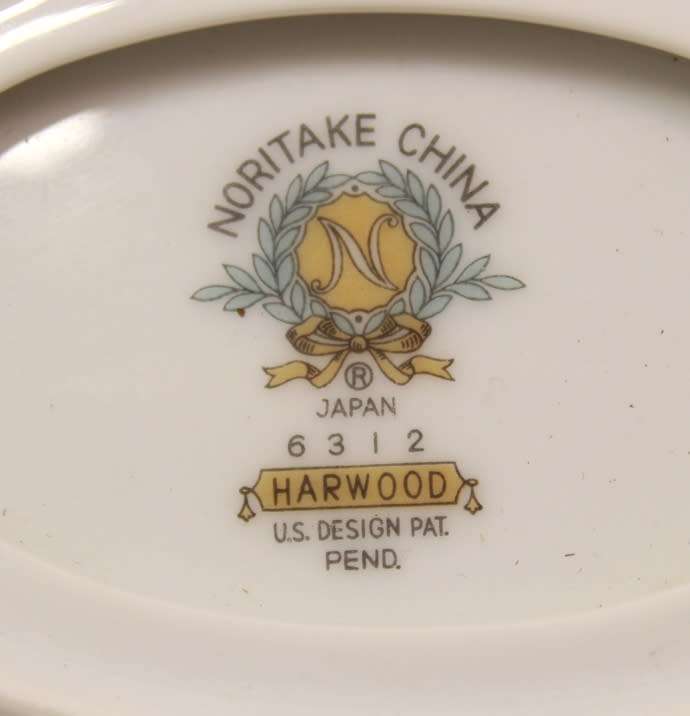 NORITAKE CHINA
N
®
JAPAN
6312
HARWOOD
U.S. DESIGN PAT.
PEND.